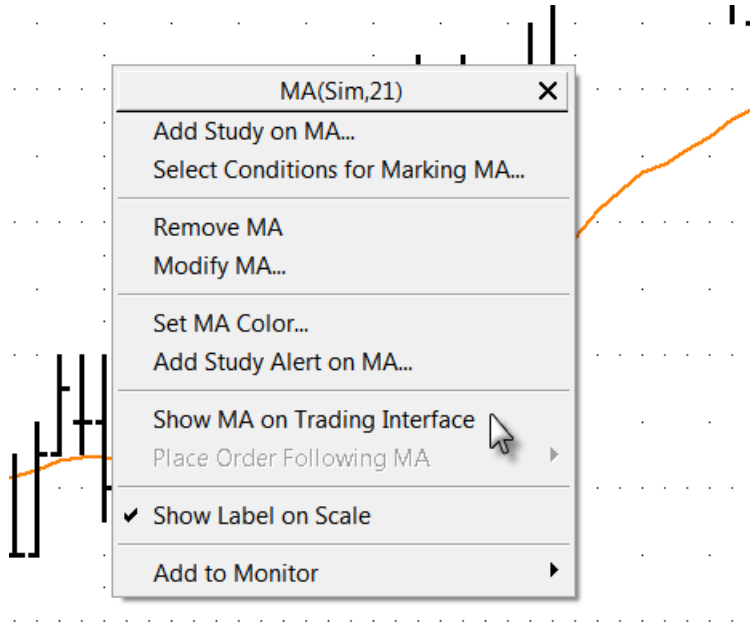 MA(Sim,21)
Add Study on MA...
Select Conditions for Marking MA...
Remove MA
Modify MA...
Set MA Color...
Add Study Alert on MA...
Show MA on Trading Interface
Place Order Following MA
Show Label on Scale
Add to Monitor